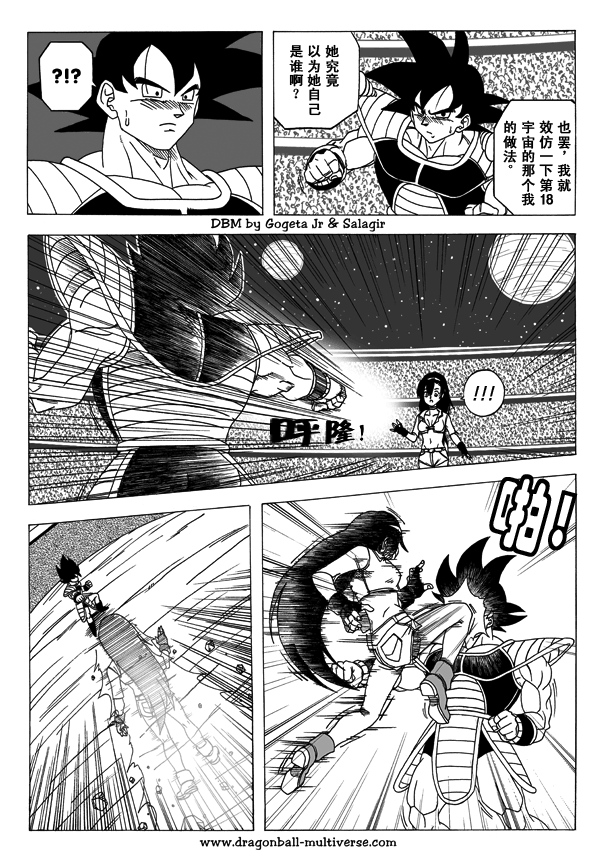 ?!?
她究竟
以为她自己
是谁啊?
也罢，我就
效仿一下第18
宇宙的那个我
的做法。
DBM by Gogeta Jr & Salagir
!!!
呯隆!
啪!
www.dragonball-multiverse.com